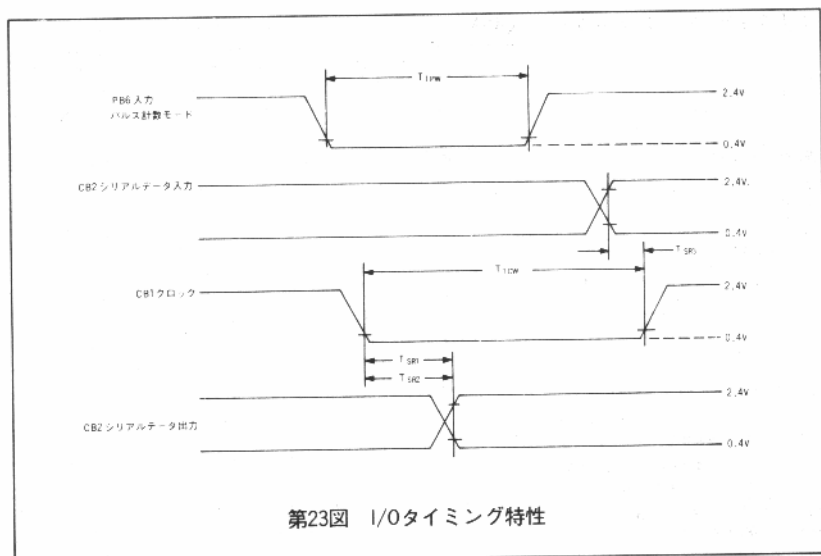 T_IPW
PB6入力
パルス計数モード
2.4V
0.4V
CB2シリアルデータ入力
2.4V.
0.4V
T_SR3
T_ICW
CB1クロック
2.4V
0.4V
T_SR1
T_SR2
CB2シリアルデータ出力
2.4V
0.4V
第23図 I/Oタイミング特性